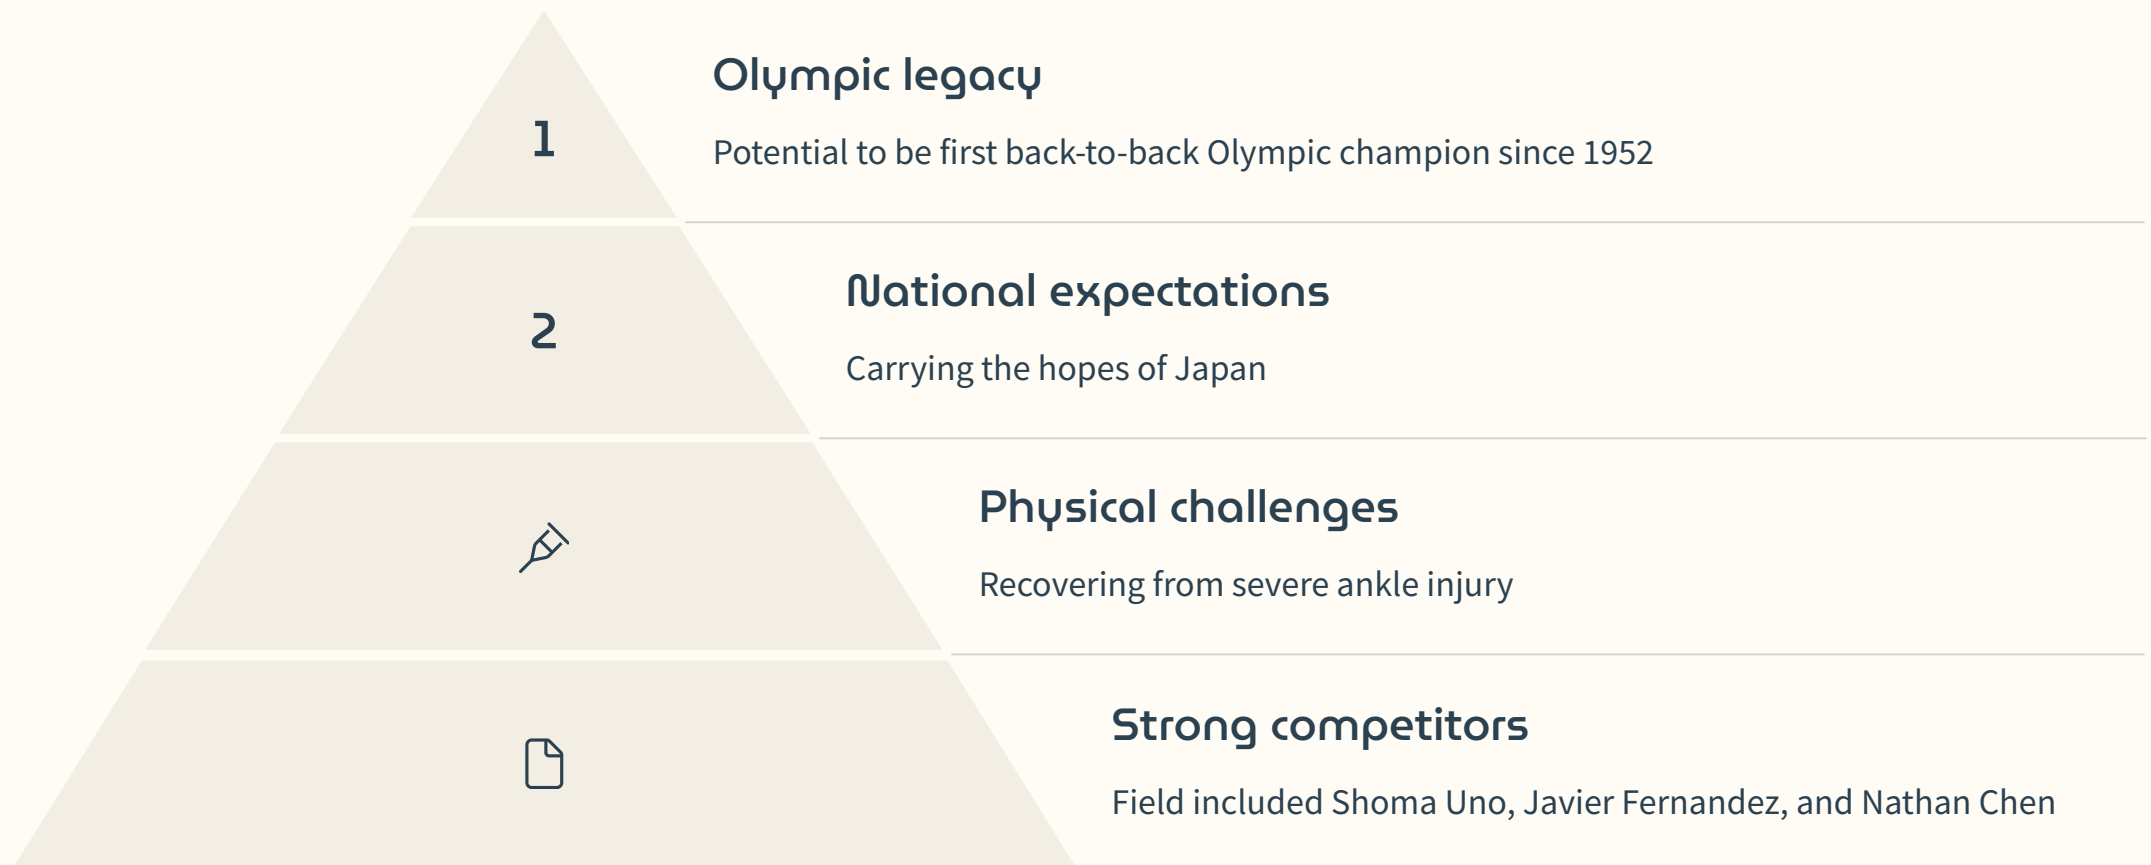 Olympic legacy
1
Potential to be first back-to-back Olympic champion since 1952
National expectations
2
Carrying the hopes of Japan
Physical challenges
Recovering from severe ankle injury
Strong competitors
Field included Shoma Uno, Javier Fernandez, and Nathan Chen